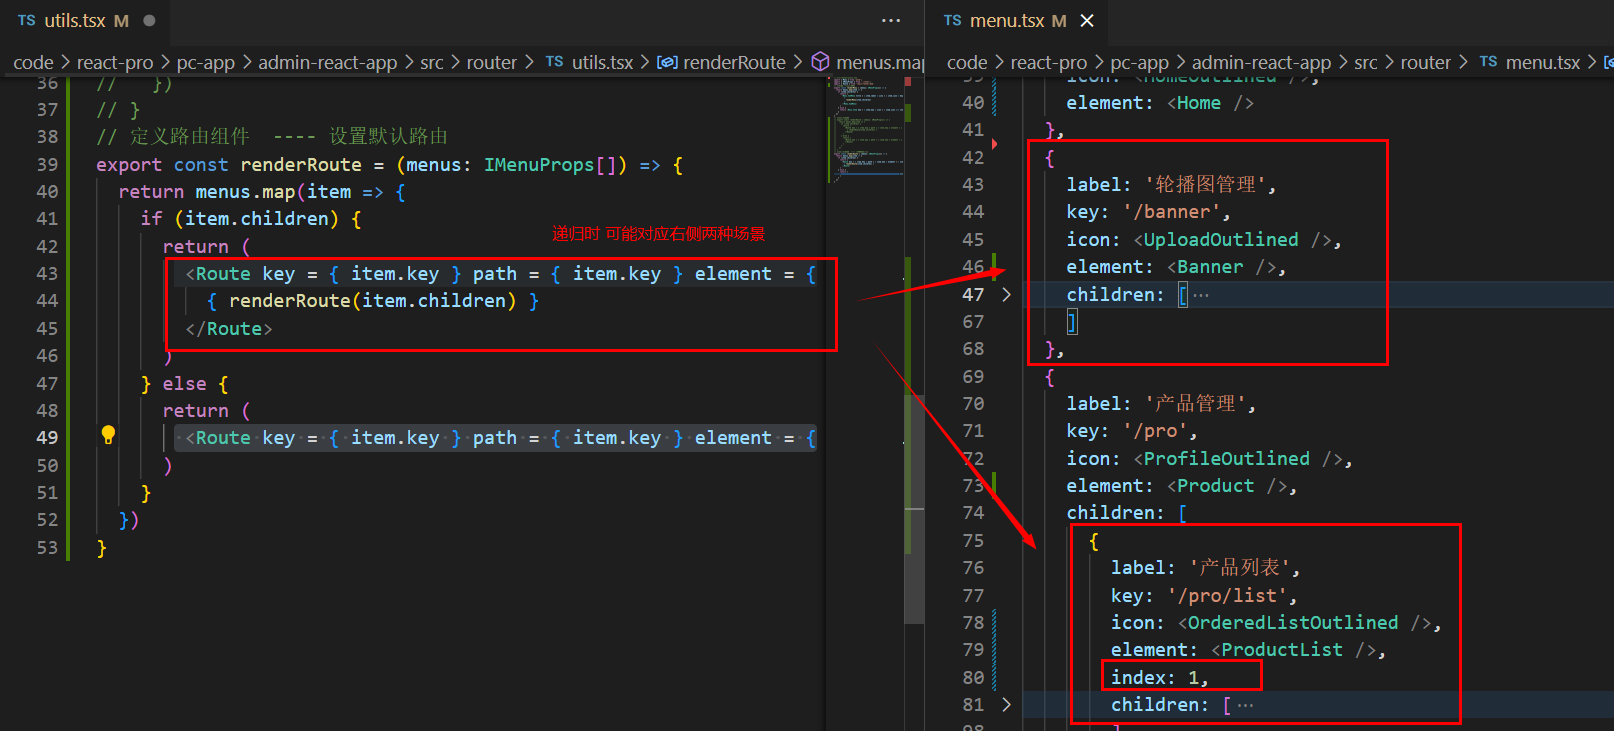 TS utils.tsx M ● ···
code > react-pro > pc-app > admin-react-app > src > router > TS utils.tsx > renderRoute > menus.map
36 // })
37 // }
38 // 定义路由组件 ---- 设置默认路由
39 export const renderRoute = (menus: IMenuProps[]) => {
40 return menus.map(item => {
41 if (item.children) {
42 return (
递归时 可能对应右侧两种场景
43 <Route key = { item.key } path = { item.key } element = {
44 { renderRoute(item.children) }
45 </Route>
46 )
47 } else {
48 return (
49 <Route key = { item.key } path = { item.key } element = {
50 )
51 }
52 })
53 }
TS menu.tsx M ×
code > react-pro > pc-app > admin-react-app > src > router > TS menu.tsx >
39 icon: <HomeOutlined />,
40 element: <Home />
41 },
42 {
43 label: '轮播图管理',
44 key: '/banner',
45 icon: <UploadOutlined />,
46 element: <Banner />,
47 > children: [ ···
67 ]
68 },
69 {
70 label: '产品管理',
71 key: '/pro',
72 icon: <ProfileOutlined />,
73 element: <Product />,
74 children: [
75 {
76 label: '产品列表',
77 key: '/pro/list',
78 icon: <OrderedListOutlined />,
79 element: <ProductList />,
80 index: 1,
81 > children: [ ···
98 ]